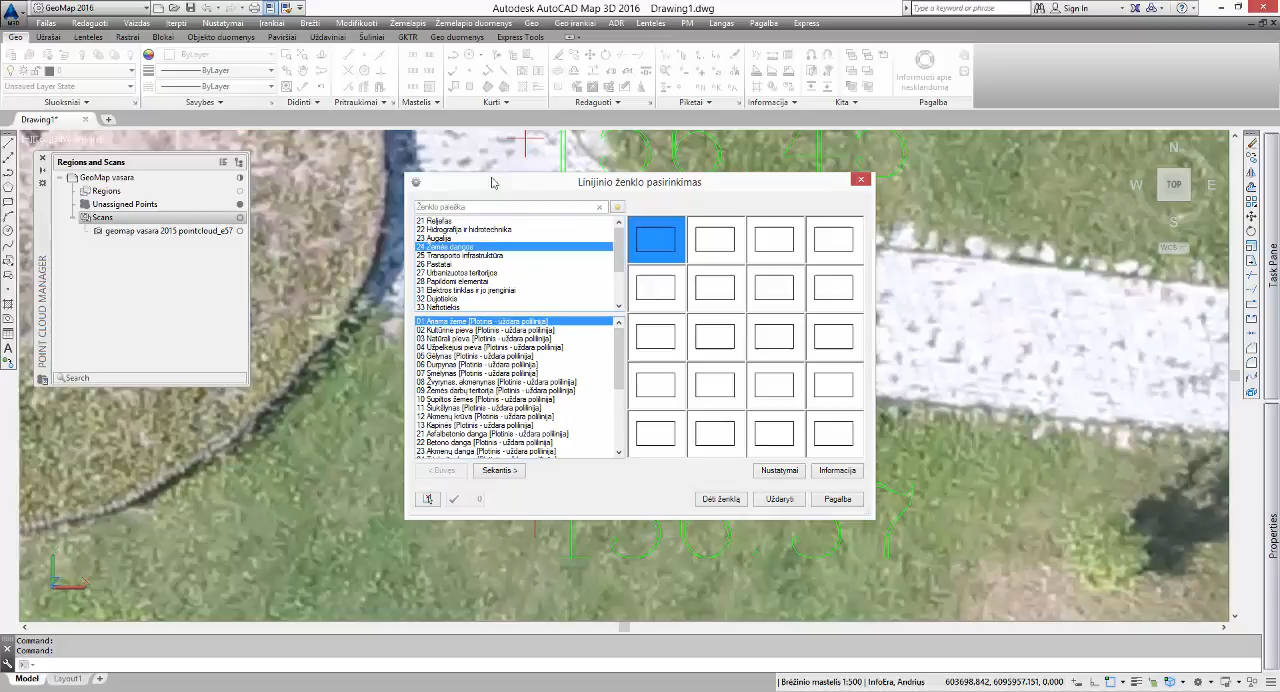 GeoMap 2016
Autodesk AutoCAD Map 3D 2016 Drawing1.dwg
Type a keyword or phrase
Sign In
Failas Redaguoti Vaizdas Įterpti Nustatymai Įrankiai Brėžti Modifikuoti Žemėlapis Žemėlapio duomenys Geo Geo įrankiai ADR Lentelės PM Langas Pagalba Express
Geo Užrašai Lentelės Rastrai Blokai Objekto duomenys Paviršiai Uždaviniai Šuliniai GKTR Geo duomenys Express Tools
ByLayer
0
ByLayer
Unsaved Layer State
ByLayer
Informacija apie
nesklandumą
Sluoksniai Savybės Didinti Pritraukimai Mastelis Kurti Redaguoti Piketai Informacija Kita Pagalba
Drawing1*
Regions and Scans
GeoMap vasara
Regions
Unassigned Points
Scans
geomap vasara 2015 pointcloud_e57
Search
POINT CLOUD MANAGER
Linijinio ženklo pasirinkimas
Ženklo paieška
21 Reljefas
22 Hidrografija ir hidrotechnika
23 Augalija
24 Žemės dangos
25 Transporto infrastruktūra
26 Pastatai
27 Urbanizuotos teritorijos
28 Papildomi elementai
31 Elektros tinklas ir jo įrenginiai
32 Dujotiekis
33 Naftotiekis
01 Ariama žemė [Plotinis - uždara polilinija]
02 Kultūrinė pieva [Plotinis - uždara polilinija]
03 Natūrali pieva [Plotinis - uždara polilinija]
04 Užpelkėjusi pieva [Plotinis - uždara polilinija]
05 Gėlynas [Plotinis - uždara polilinija]
06 Durpynas [Plotinis - uždara polilinija]
07 Smėlynas [Plotinis - uždara polilinija]
08 Žvyrynas, akmenynas [Plotinis - uždara polilinija]
09 Žemės darbų teritorija [Plotinis - uždara polilinija]
10 Supiltos žemės [Plotinis - uždara polilinija]
11 Šiukšlynas [Plotinis - uždara polilinija]
12 Akmenų krūva [Plotinis - uždara polilinija]
13 Kapinės [Plotinis - uždara polilinija]
21 Asfaltbetonio danga [Plotinis - uždara polilinija]
22 Betono danga [Plotinis - uždara polilinija]
23 Akmenų danga [Plotinis - uždara polilinija]
< Buvęs Sekantis > Nustatymai Informacija
0 Dėti ženklą Uždaryti Pagalba
N
W TOP E
S
WCS
Task Pane
Properties
Command:
Command:
Model Layout1
Brėžinio mastelis 1:500 | InfoEra, Andrius 603698.842, 6095957.151, 0.000